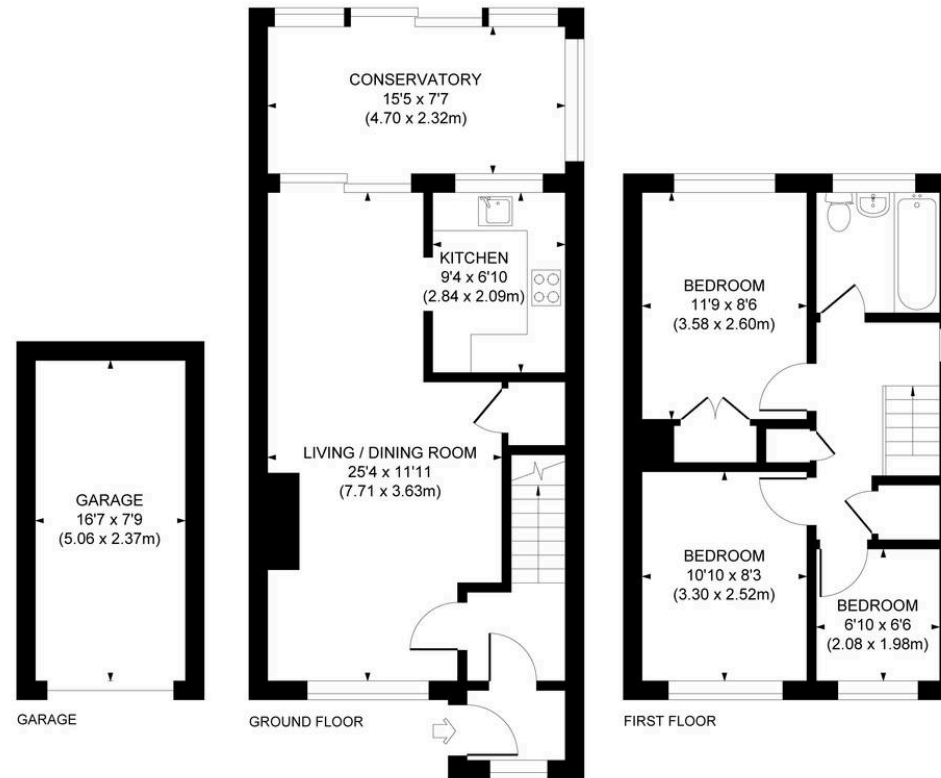 CONSERVATORY
15'5 x 7'7
(4.70 x 2.32m)
KITCHEN
9'4 x 6'10
(2.84 x 2.09m)
LIVING / DINING ROOM
25'4 x 11'11
(7.71 x 3.63m)
GARAGE
16'7 x 7'9
(5.06 x 2.37m)
BEDROOM
11'9 x 8'6
(3.58 x 2.60m)
BEDROOM
10'10 x 8'3
(3.30 x 2.52m)
BEDROOM
6'10 x 6'6
(2.08 x 1.98m)
GARAGE
GROUND FLOOR
FIRST FLOOR